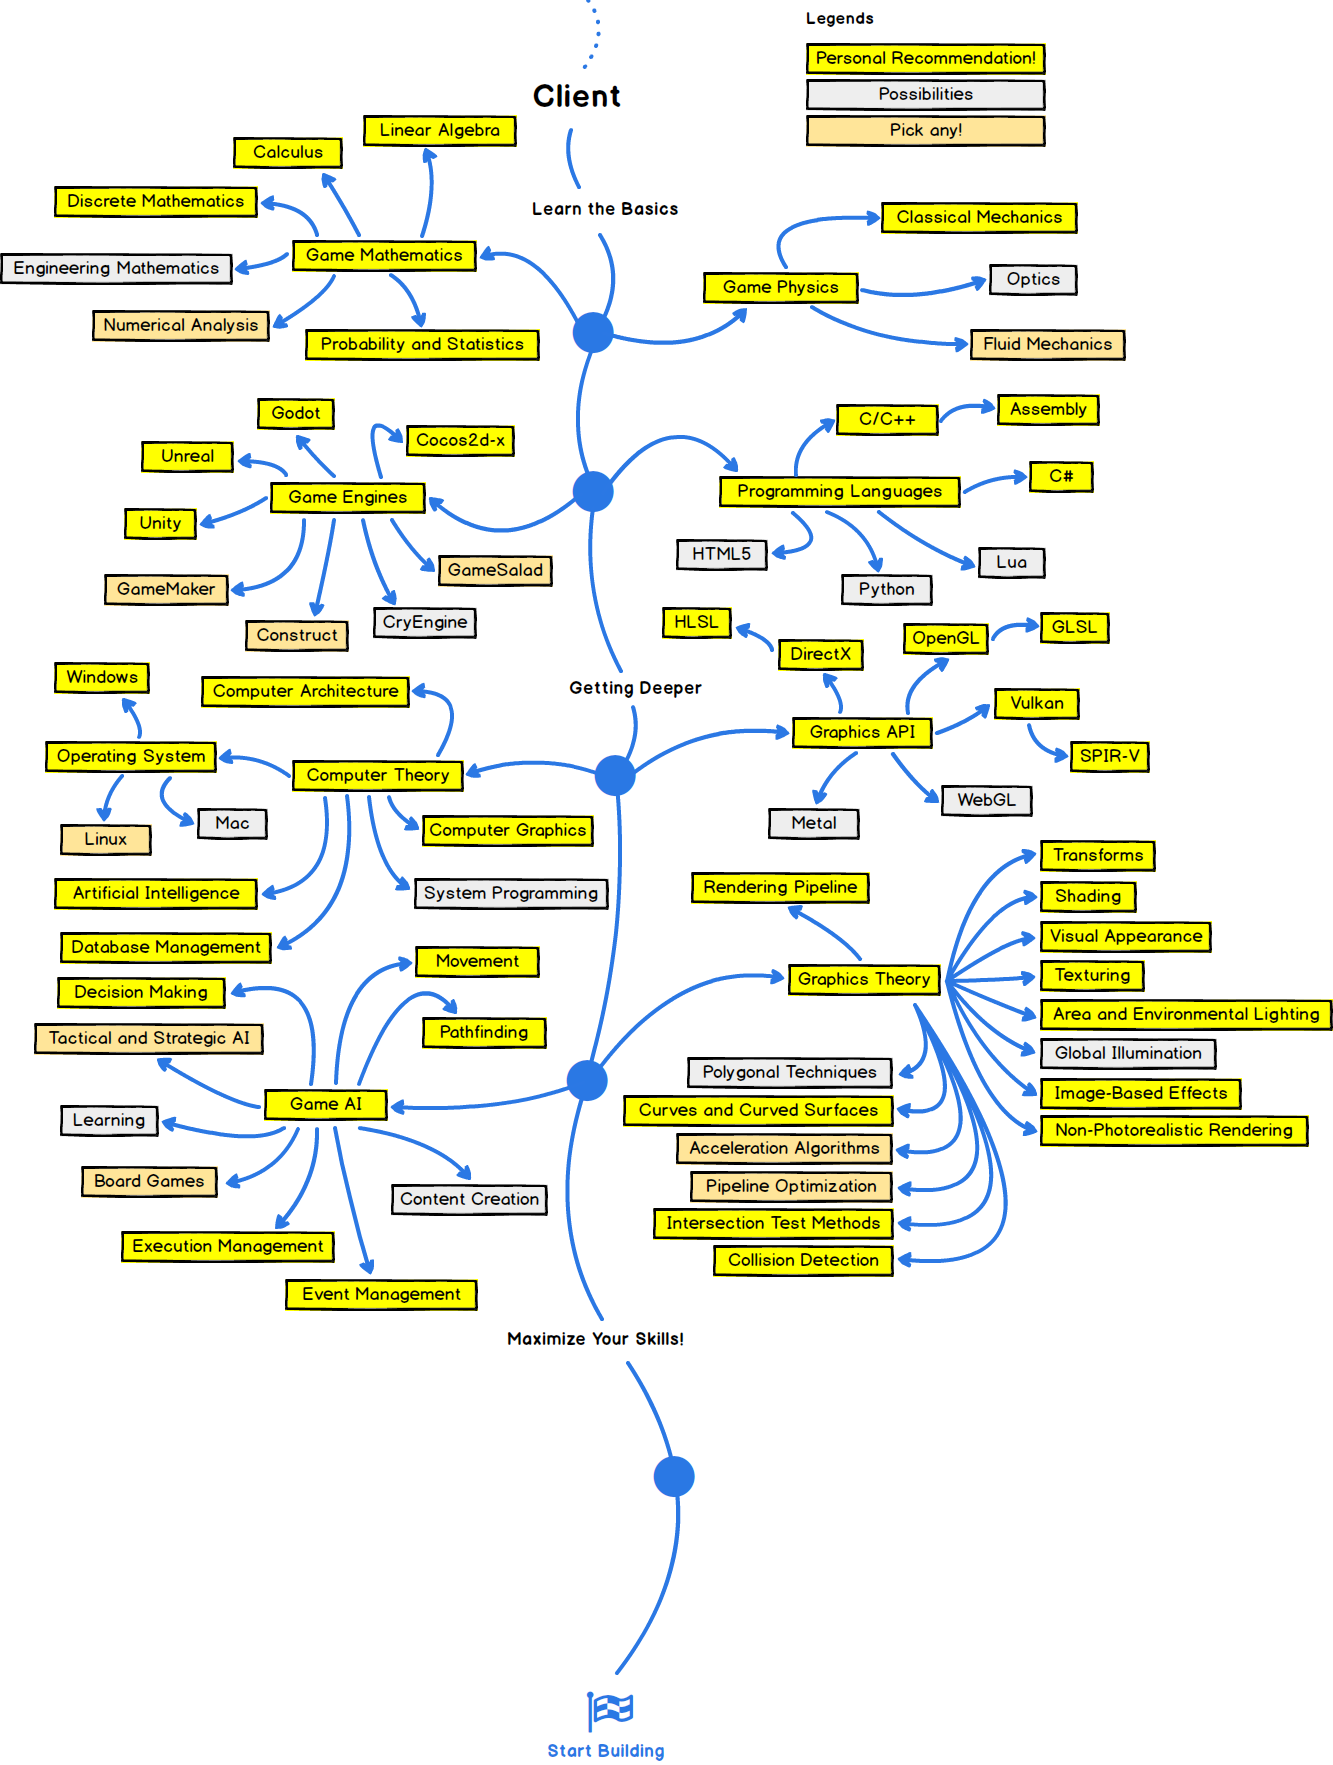 Legends
Personal Recommendation!
Possibilities
Pick any!
Client
Linear Algebra
Calculus
Discrete Mathematics
Game Mathematics
Engineering Mathematics
Numerical Analysis
Probability and Statistics
Learn the Basics
Classical Mechanics
Game Physics
Optics
Fluid Mechanics
Godot
Cocos2d-x
Unreal
Game Engines
Unity
GameMaker
Construct
CryEngine
GameSalad
C/C++
Assembly
Programming Languages
C#
HTML5
Python
Lua
Getting Deeper
Windows
Computer Architecture
Operating System
Computer Theory
Linux
Mac
Computer Graphics
Artificial Intelligence
System Programming
Database Management
HLSL
DirectX
OpenGL
GLSL
Graphics API
Vulkan
SPIR-V
Metal
WebGL
Rendering Pipeline
Graphics Theory
Transforms
Shading
Visual Appearance
Texturing
Area and Environmental Lighting
Global Illumination
Image-Based Effects
Non-Photorealistic Rendering
Polygonal Techniques
Curves and Curved Surfaces
Acceleration Algorithms
Pipeline Optimization
Intersection Test Methods
Collision Detection
Movement
Decision Making
Pathfinding
Tactical and Strategic AI
Game AI
Learning
Board Games
Content Creation
Execution Management
Event Management
Maximize Your Skills!
Start Building